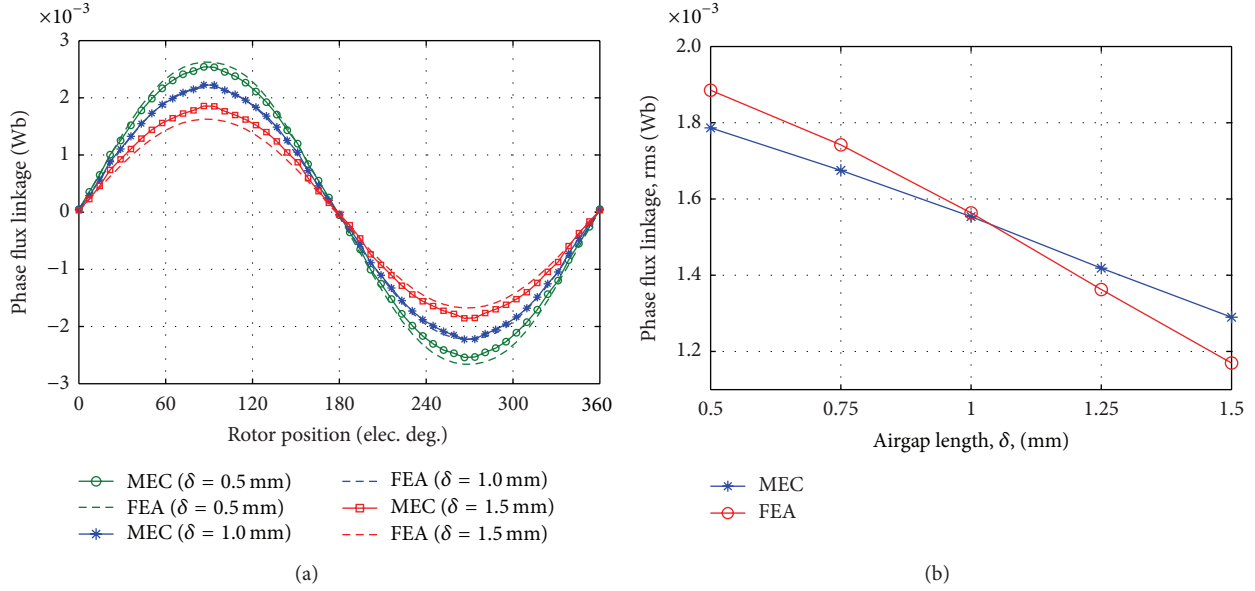 ×10⁻³
3
2
1
0
−1
−2
−3
Phase flux linkage (Wb)
0 60 120 180 240 300 360
Rotor position (elec. deg.)
MEC (δ = 0.5 mm)
FEA (δ = 0.5 mm)
MEC (δ = 1.0 mm)
FEA (δ = 1.0 mm)
MEC (δ = 1.5 mm)
FEA (δ = 1.5 mm)
(a)
×10⁻³
2.0
1.8
1.6
1.4
1.2
Phase flux linkage, rms (Wb)
0.5 0.75 1 1.25 1.5
Airgap length, δ, (mm)
MEC
FEA
(b)